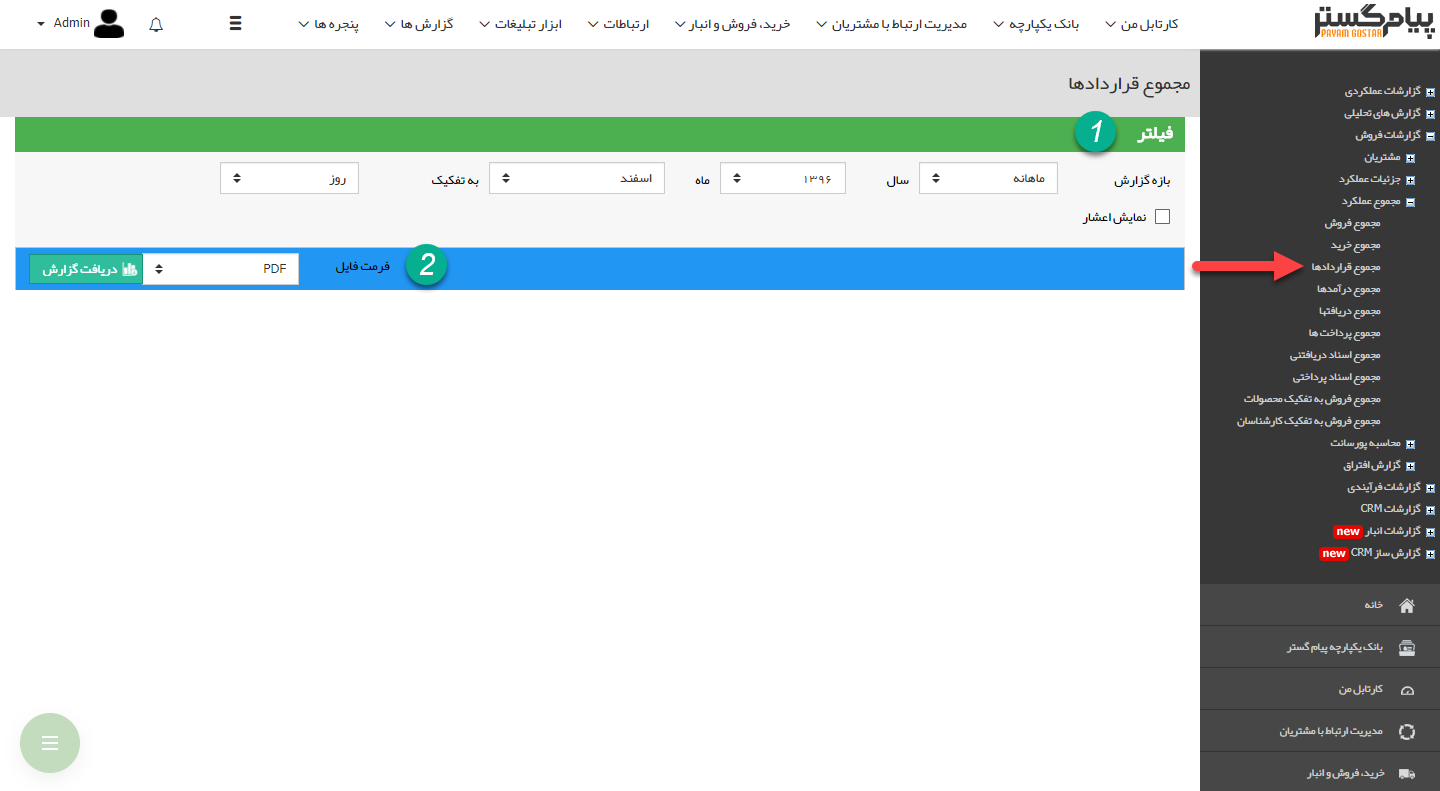 پیام گستر
PAYAM GOSTAR
کارتابل من
بانک یکپارچه
مدیریت ارتباط با مشتریان
خرید، فروش و انبار
ارتباطات
ابزار تبلیغات
گزارش ها
پنجره ها
Admin
مجموع قراردادها
فیلتر 1
بازه گزارش ماهانه سال ۱۳۹۶ ماه اسفند به تفکیک روز
نمایش اعشار
2 فرمت فایل PDF دریافت گزارش
گزارشات عملکردی
گزارش های تحلیلی
گزارشات فروش
مشتریان
جزئیات عملکرد
مجموع عملکرد
مجموع فروش
مجموع خرید
مجموع قراردادها
مجموع درآمدها
مجموع دریافتها
مجموع پرداخت ها
مجموع اسناد دریافتنی
مجموع اسناد پرداختی
مجموع فروش به تفکیک محصولات
مجموع فروش به تفکیک کارشناسان
محاسبه پورسانت
گزارش افتراق
گزارشات فرآیندی
گزارشات CRM
گزارشات انبار new
گزارش ساز CRM new
خانه
بانک یکپارچه پیام گستر
کارتابل من
مدیریت ارتباط با مشتریان
خرید، فروش و انبار